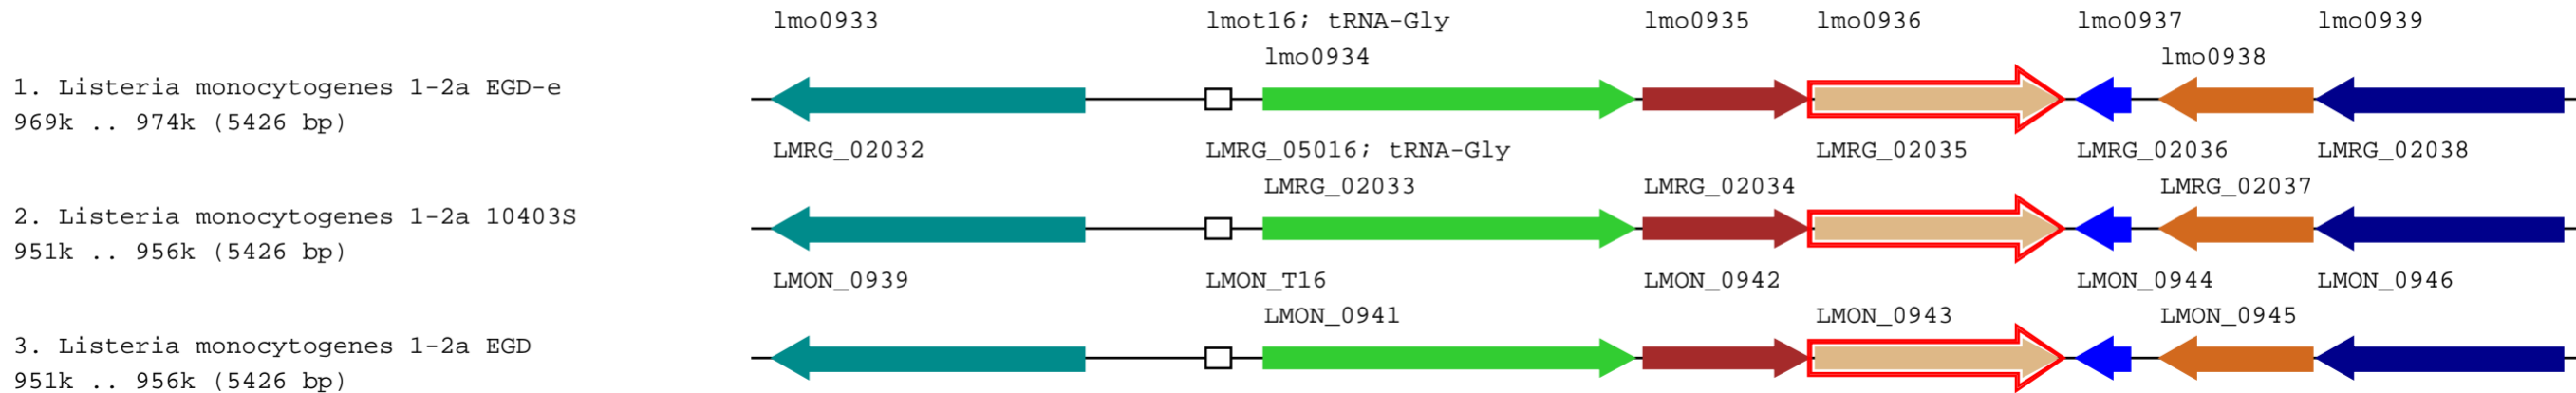 lmo0933 lmot16; tRNA-Gly lmo0935 lmo0936 lmo0937 lmo0939
lmo0934 lmo0938
1. Listeria monocytogenes 1-2a EGD-e
969k .. 974k (5426 bp)
LMRG_02032 LMRG_05016; tRNA-Gly LMRG_02035 LMRG_02036 LMRG_02038
LMRG_02033 LMRG_02034 LMRG_02037
2. Listeria monocytogenes 1-2a 10403S
951k .. 956k (5426 bp)
LMON_0939 LMON_T16 LMON_0942 LMON_0944 LMON_0946
LMON_0941 LMON_0943 LMON_0945
3. Listeria monocytogenes 1-2a EGD
951k .. 956k (5426 bp)